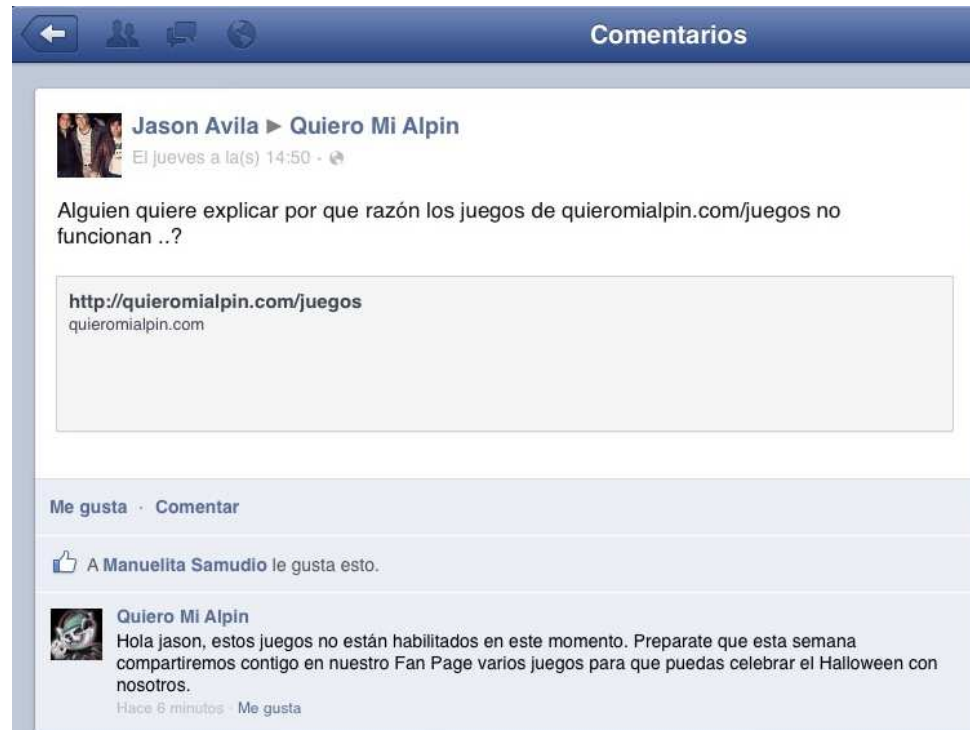 Comentarios
Jason Avila ▶ Quiero Mi Alpin
El jueves a la(s) 14:50 ·
Alguien quiere explicar por que razón los juegos de quieromialpin.com/juegos no
funcionan ..?
http://quieromialpin.com/juegos
quieromialpin.com
Me gusta · Comentar
A Manuelita Samudio le gusta esto.
Quiero Mi Alpin
Hola jason, estos juegos no están habilitados en este momento. Preparate que esta semana
compartiremos contigo en nuestro Fan Page varios juegos para que puedas celebrar el Halloween con
nosotros.
Hace 6 minutos · Me gusta